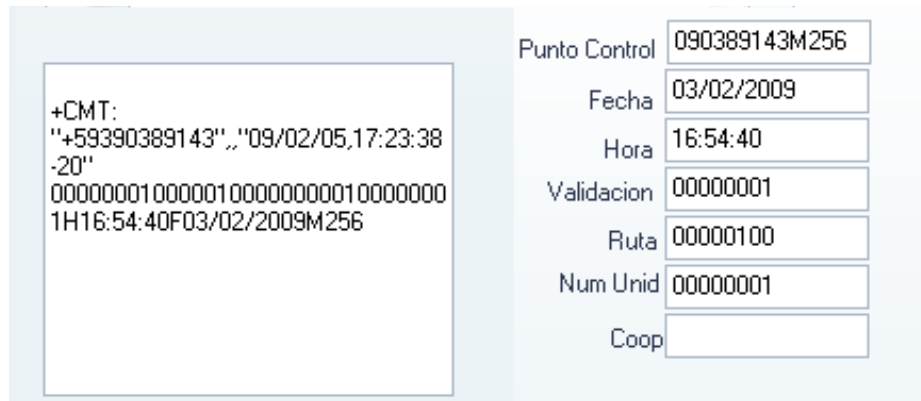 +CMT:
"+59390389143",,"09/02/05,17:23:38
-20"
00000001000001000000000010000000
1H16:54:40F03/02/2009M256
Punto Control 090389143M256
Fecha 03/02/2009
Hora 16:54:40
Validacion 00000001
Ruta 00000100
Num Unid 00000001
Coop